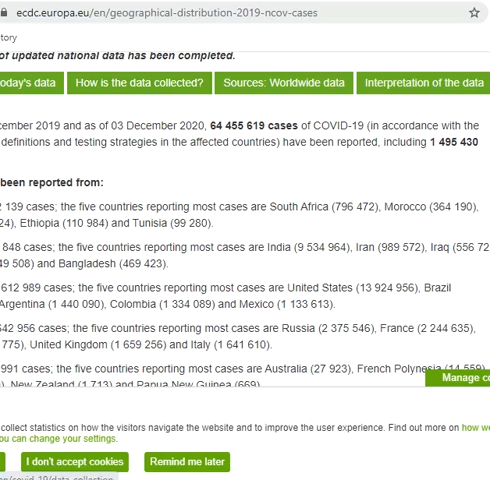 ecdc.europa.eu/en/geographical-distribution-2019-ncov-cases
tory
of updated national data has been completed.
oday's data How is the data collected? Sources: Worldwide data Interpretation of the data
cember 2019 and as of 03 December 2020, 64 455 619 cases of COVID-19 (in accordance with the
definitions and testing strategies in the affected countries) have been reported, including 1 495 430
been reported from:
2 139 cases; the five countries reporting most cases are South Africa (796 472), Morocco (364 190),
24), Ethiopia (110 984) and Tunisia (99 280).
848 cases; the five countries reporting most cases are India (9 534 964), Iran (989 572), Iraq (556 72
49 508) and Bangladesh (469 423).
612 989 cases; the five countries reporting most cases are United States (13 924 956), Brazil
Argentina (1 440 090), Colombia (1 334 089) and Mexico (1 133 613).
642 956 cases; the five countries reporting most cases are Russia (2 375 546), France (2 244 635),
775), United Kingdom (1 659 256) and Italy (1 641 610).
991 cases; the five countries reporting most cases are Australia (27 923), French Polynesia (14 559)
), New Zealand (1 713) and Papua New Guinea (669).
Manage co
collect statistics on how the visitors navigate the website and to improve the user experience. Find out more on how we
ou can change your settings.
I don't accept cookies Remind me later
en/covid-19/data-collection